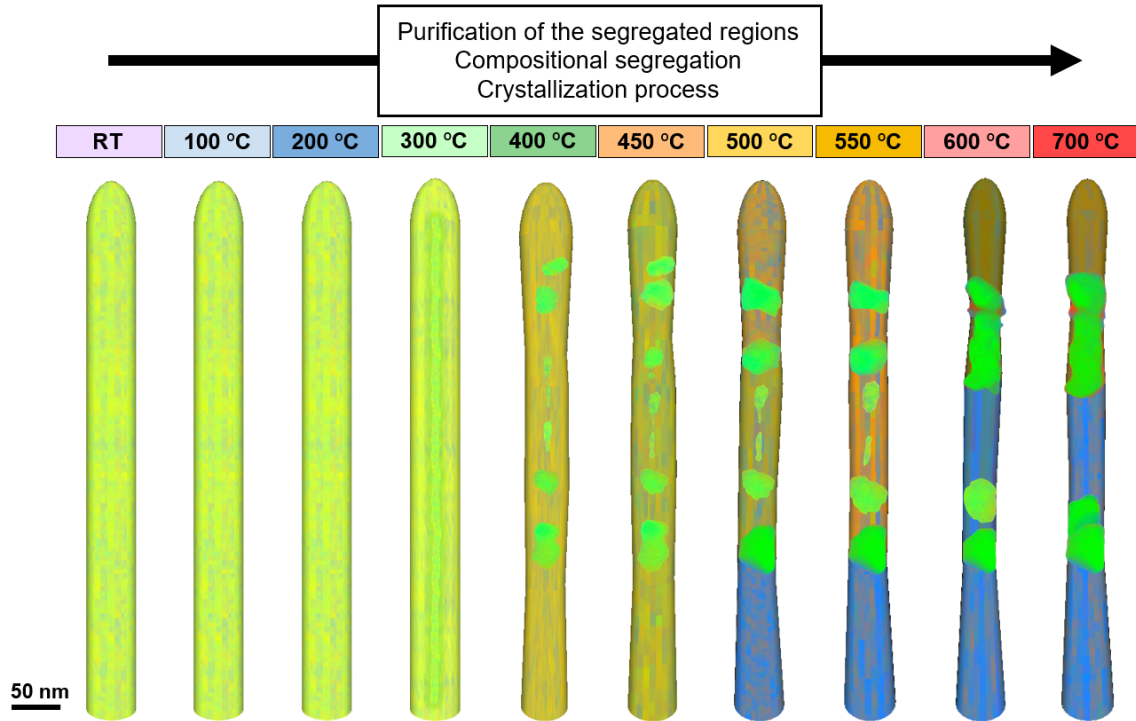 Purification of the segregated regions
Compositional segregation
Crystallization process
RT 100 °C 200 °C 300 °C 400 °C 450 °C 500 °C 550 °C 600 °C 700 °C
50 nm